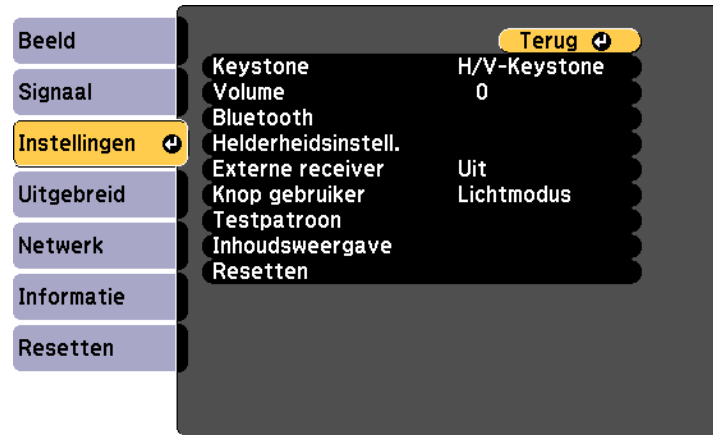 Beeld
Signaal
Instellingen
Uitgebreid
Netwerk
Informatie
Resetten
Terug
Keystone H/V-Keystone
Volume 0
Bluetooth
Helderheidsinstell.
Externe receiver Uit
Knop gebruiker Lichtmodus
Testpatroon
Inhoudsweergave
Resetten